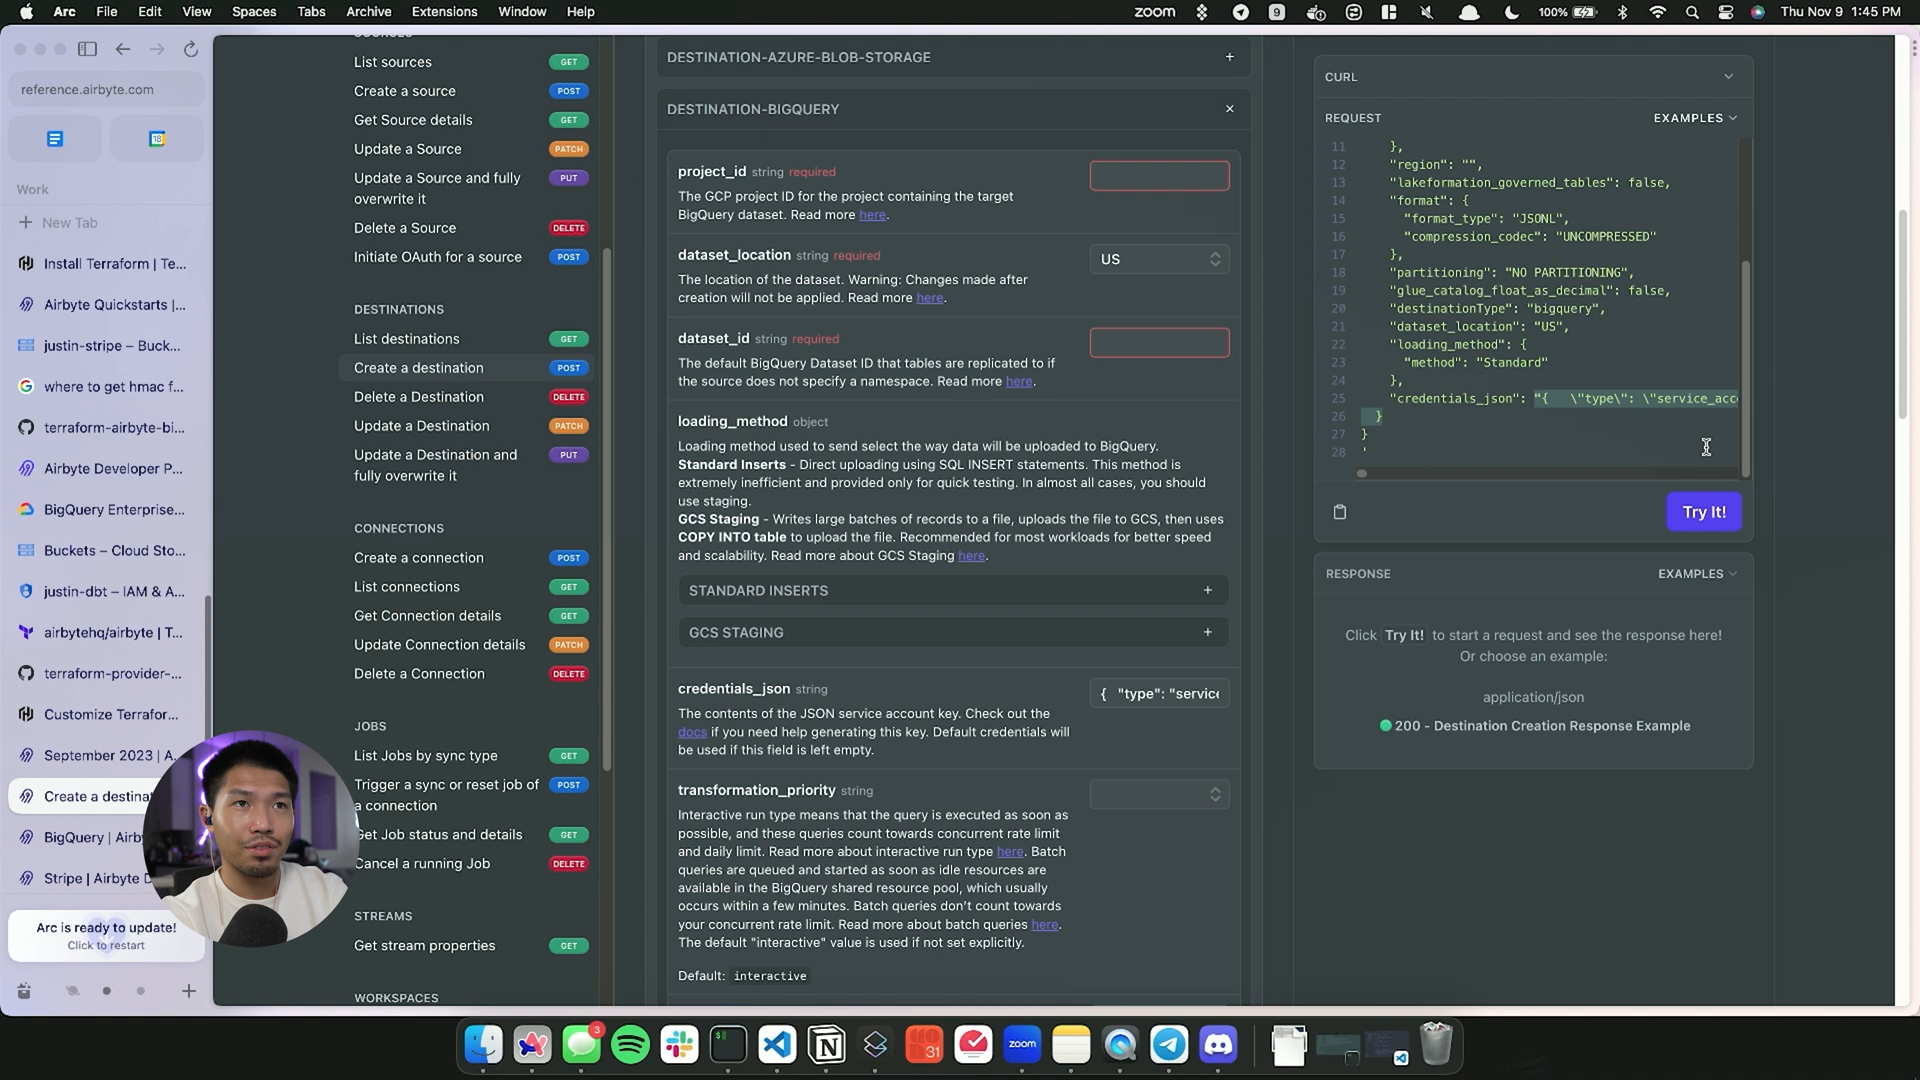 Arc File Edit View Spaces Tabs Archive Extensions Window Help
zoom 9 100% Thu Nov 9 1:45 PM
reference.airbyte.com
18
Work
+ New Tab
Install Terraform | Te...
Airbyte Quickstarts |...
justin-stripe – Buck...
where to get hmac f...
terraform-airbyte-bi...
Airbyte Developer P...
BigQuery Enterprise...
Buckets – Cloud Sto...
justin-dbt – IAM & A...
airbytehq/airbyte | T...
terraform-provider-...
Customize Terrafor...
September 2023 | A...
Create a destinat
BigQuery | Airb
Stripe | Airbyte D
Arc is ready to update!
Click to restart
SOURCES
List sources GET
Create a source POST
Get Source details GET
Update a Source PATCH
Update a Source and fully PUT
overwrite it
Delete a Source DELETE
Initiate OAuth for a source POST
DESTINATIONS
List destinations GET
Create a destination POST
Delete a Destination DELETE
Update a Destination PATCH
Update a Destination and PUT
fully overwrite it
CONNECTIONS
Create a connection POST
List connections GET
Get Connection details GET
Update Connection details PATCH
Delete a Connection DELETE
JOBS
List Jobs by sync type GET
Trigger a sync or reset job of POST
a connection
Get Job status and details GET
Cancel a running Job DELETE
STREAMS
Get stream properties GET
WORKSPACES
DESTINATION-AZURE-BLOB-STORAGE +
DESTINATION-BIGQUERY ×
project_id string required
The GCP project ID for the project containing the target
BigQuery dataset. Read more here.
dataset_location string required US
The location of the dataset. Warning: Changes made after
creation will not be applied. Read more here.
dataset_id string required
The default BigQuery Dataset ID that tables are replicated to if
the source does not specify a namespace. Read more here.
loading_method object
Loading method used to send select the way data will be uploaded to BigQuery.
Standard Inserts - Direct uploading using SQL INSERT statements. This method is
extremely inefficient and provided only for quick testing. In almost all cases, you should
use staging.
GCS Staging - Writes large batches of records to a file, uploads the file to GCS, then uses
COPY INTO table to upload the file. Recommended for most workloads for better speed
and scalability. Read more about GCS Staging here.
STANDARD INSERTS +
GCS STAGING +
credentials_json string { "type": "service
The contents of the JSON service account key. Check out the
docs if you need help generating this key. Default credentials will
be used if this field is left empty.
transformation_priority string
Interactive run type means that the query is executed as soon as
possible, and these queries count towards concurrent rate limit
and daily limit. Read more about interactive run type here. Batch
queries are queued and started as soon as idle resources are
available in the BigQuery shared resource pool, which usually
occurs within a few minutes. Batch queries don't count towards
your concurrent rate limit. Read more about batch queries here.
The default "interactive" value is used if not set explicitly.
Default: interactive
CURL
REQUEST EXAMPLES
11 },
12 "region": "",
13 "lakeformation_governed_tables": false,
14 "format": {
15 "format_type": "JSONL",
16 "compression_codec": "UNCOMPRESSED"
17 },
18 "partitioning": "NO PARTITIONING",
19 "glue_catalog_float_as_decimal": false,
20 "destinationType": "bigquery",
21 "dataset_location": "US",
22 "loading_method": {
23 "method": "Standard"
24 },
25 "credentials_json": "{ \"type\": \"service_acc
26 }
27 }
28 '
Try It!
RESPONSE EXAMPLES
Click Try It! to start a request and see the response here!
Or choose an example:
application/json
200 - Destination Creation Response Example
3
$
31
zoom